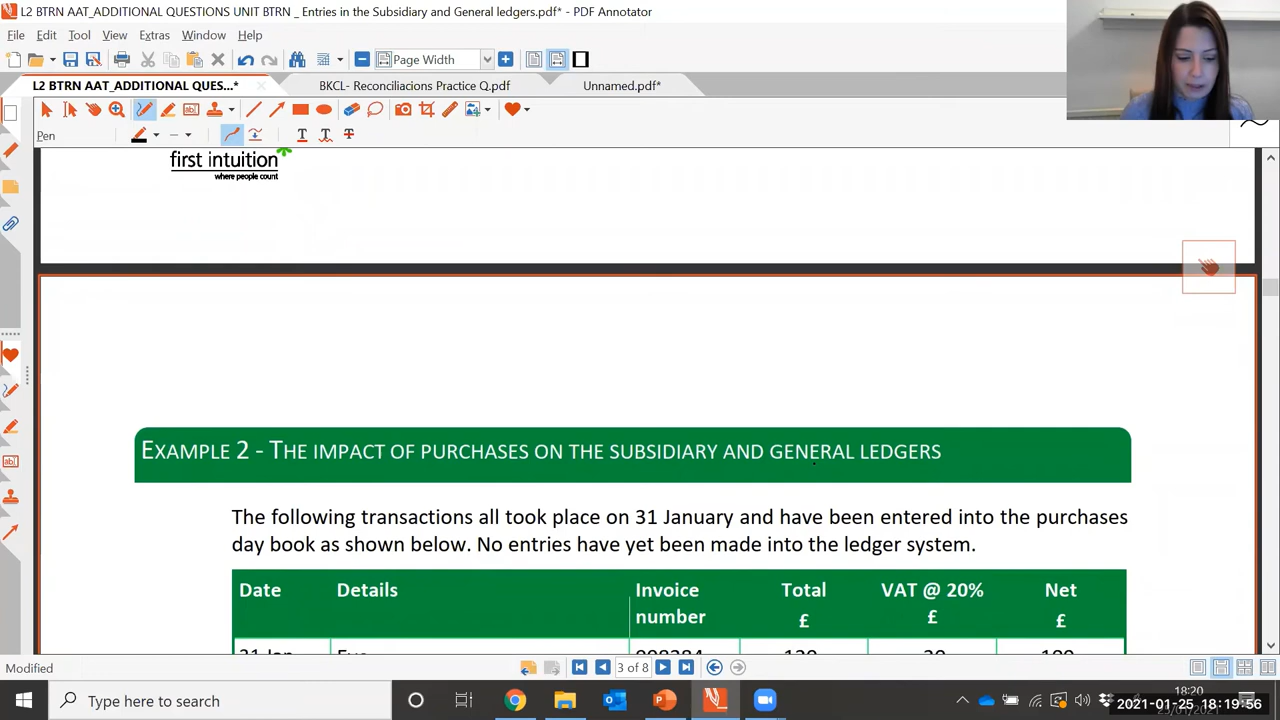 L2 BTRN AAT_ADDITIONAL QUESTIONS UNIT BTRN _ Entries in the Subsidiary and General ledgers.pdf* - PDF Annotator
File Edit Tool View Extras Window Help
Page Width
L2 BTRN AAT_ADDITIONAL QUES...* BKCL- Reconciliacions Practice Q.pdf Unnamed.pdf*
Pen
first intuition
where people count
EXAMPLE 2 - THE IMPACT OF PURCHASES ON THE SUBSIDIARY AND GENERAL LEDGERS
The following transactions all took place on 31 January and have been entered into the purchases
day book as shown below. No entries have yet been made into the ledger system.
Date Details Invoice number Total £ VAT @ 20% £ Net £
31 Jan
Modified 3 of 8
Type here to search
18:20
2021-01-25 18:19:56